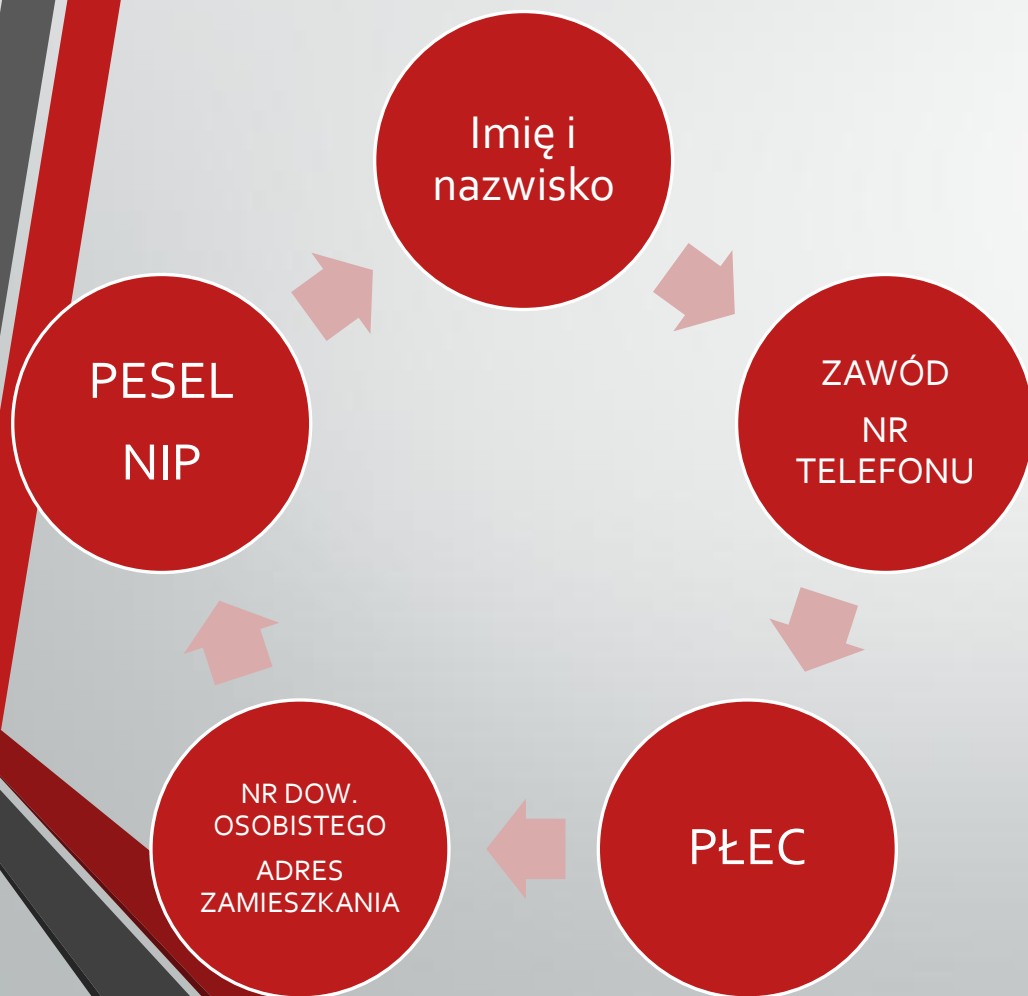 Imię i
nazwisko
ZAWÓD
NR
TELEFONU
PŁEC
NR DOW.
OSOBISTEGO
ADRES
ZAMIESZKANIA
PESEL
NIP